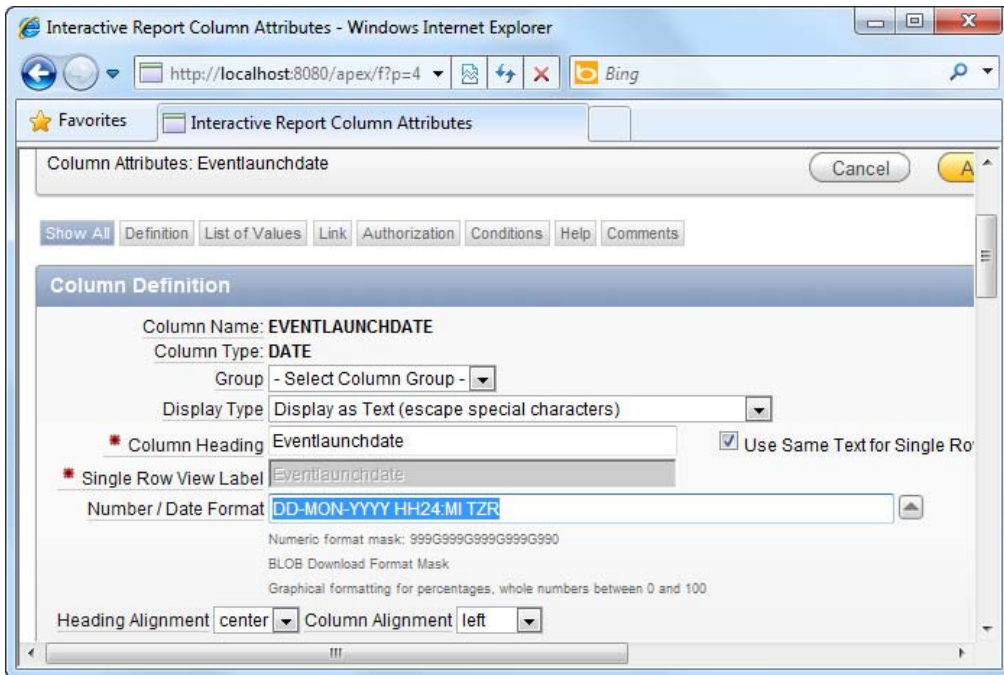 Interactive Report Column Attributes - Windows Internet Explorer
http://localhost:8080/apex/f?p=4 Bing
Favorites Interactive Report Column Attributes
Column Attributes: Eventlaunchdate Cancel A
Show All Definition List of Values Link Authorization Conditions Help Comments
Column Definition
Column Name: EVENTLAUNCHDATE
Column Type: DATE
Group - Select Column Group -
Display Type Display as Text (escape special characters)
Column Heading Eventlaunchdate Use Same Text for Single Ro
Single Row View Label Eventlaunchdate
Number / Date Format DD-MON-YYYY HH24:MI TZR
Numeric format mask: 999G999G999G999G990
BLOB Download Format Mask
Graphical formatting for percentages, whole numbers between 0 and 100
Heading Alignment center Column Alignment left